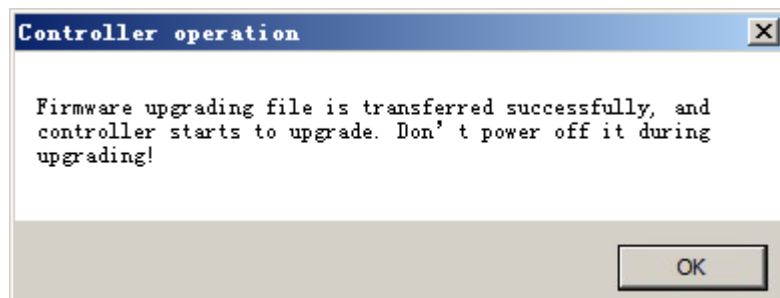 Controller operation
Firmware upgrading file is transferred successfully, and
controller starts to upgrade. Don’t power off it during
upgrading!
OK